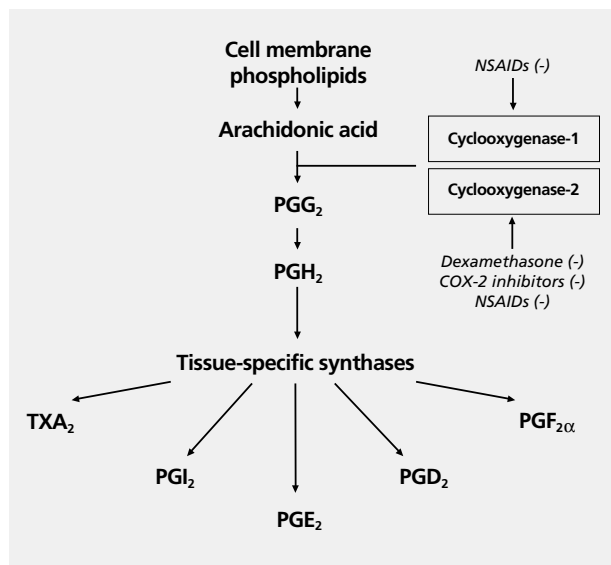 Cell membrane
phospholipids
NSAIDs (-)
Arachidonic acid
Cyclooxygenase-1
Cyclooxygenase-2
PGG₂
Dexamethasone (-)
COX-2 inhibitors (-)
NSAIDs (-)
PGH₂
Tissue-specific synthases
TXA₂
PGF₂α
PGI₂
PGD₂
PGE₂